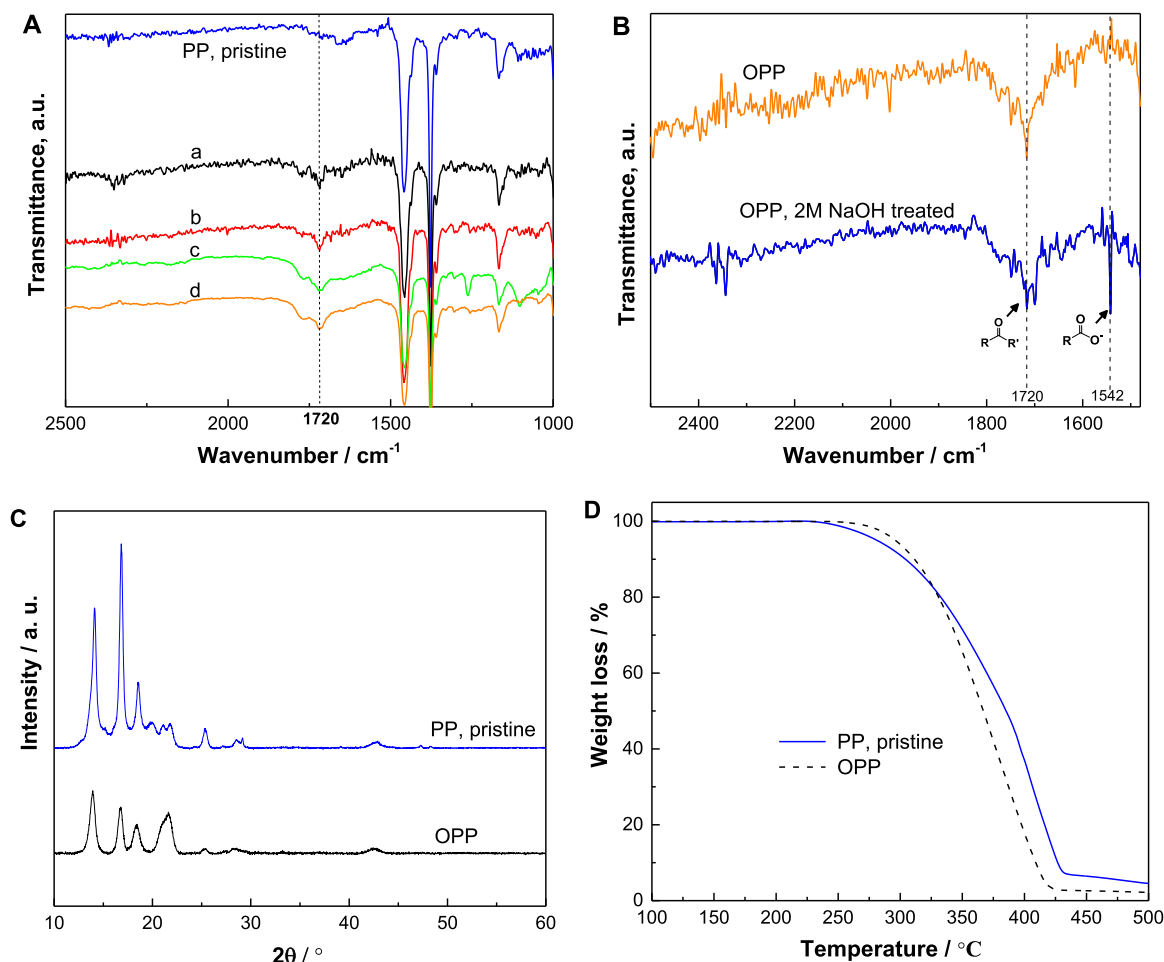 A
PP, pristine
a
b
c
d
Transmittance, a.u.
2500
2000
1720
1500
1000
Wavenumber / cm-1
B
OPP
OPP, 2M NaOH treated
Transmittance, a.u.
O
R R'
O
R O-
1720
1542
2400
2200
2000
1800
1600
Wavenumber / cm-1
C
PP, pristine
OPP
Intensity / a. u.
10
20
30
40
50
60
2θ / °
D
100
80
60
40
20
0
Weight loss / %
PP, pristine
OPP
100
150
200
250
300
350
400
450
500
Temperature / °C